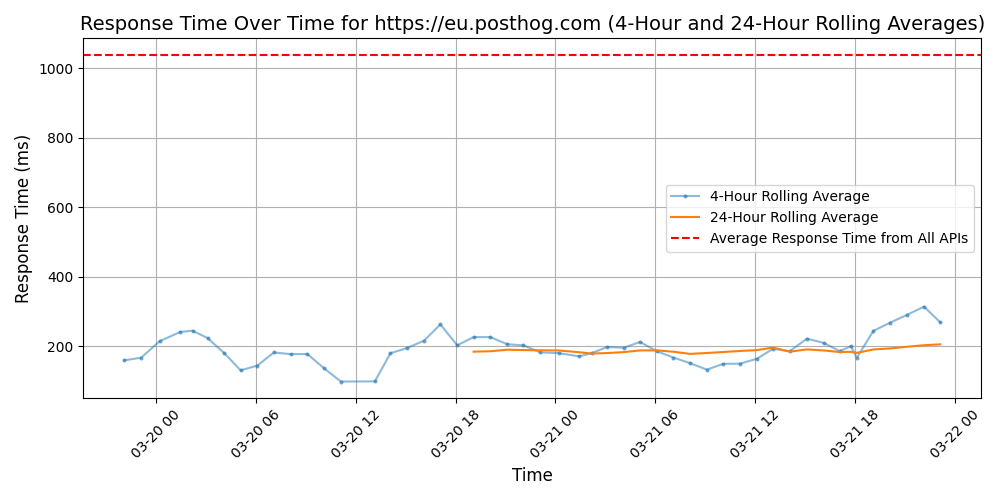 Response Time Over Time for https://eu.posthog.com (4-Hour and 24-Hour Rolling Averages)
Response Time (ms)
1000
800
600
400
200
4-Hour Rolling Average
24-Hour Rolling Average
Average Response Time from All APIs
03-20 00
03-20 06
03-20 12
03-20 18
03-21 00
03-21 06
03-21 12
03-21 18
03-22 00
Time